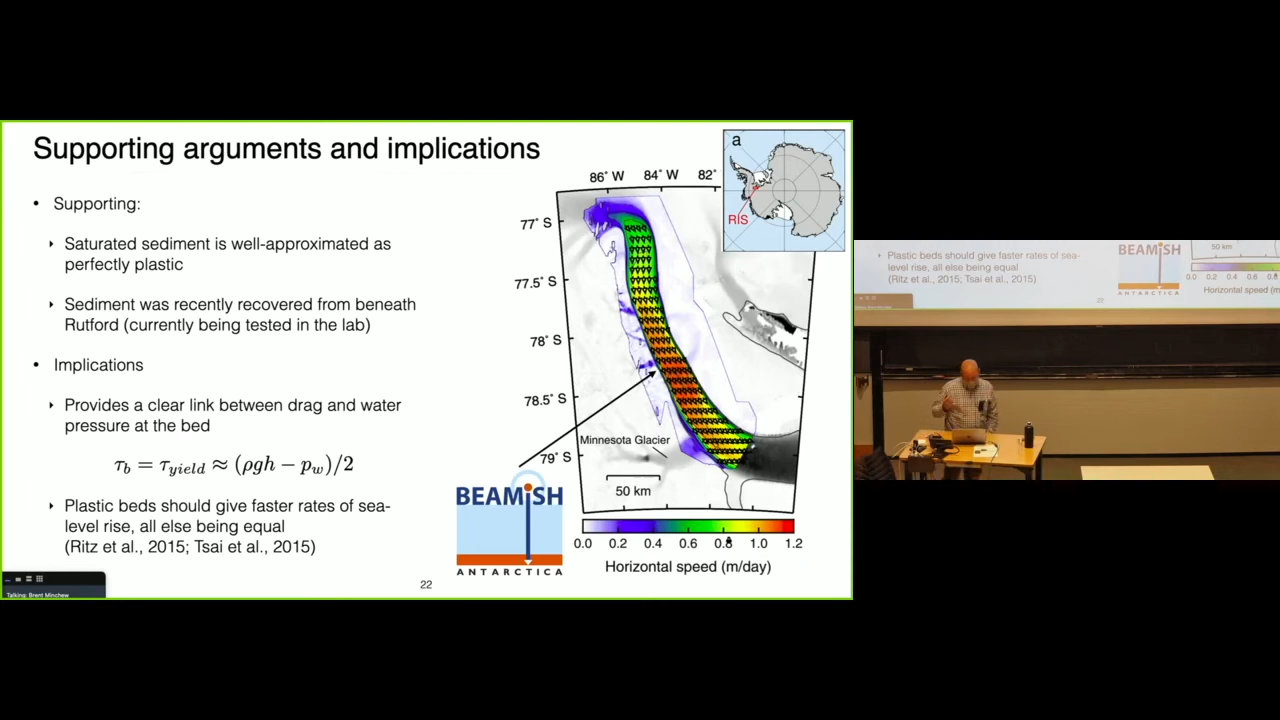 Supporting arguments and implications
• Supporting:
‣ Saturated sediment is well-approximated as
perfectly plastic
‣ Sediment was recently recovered from beneath
Rutford (currently being tested in the lab)
• Implications
‣ Provides a clear link between drag and water
pressure at the bed
τ_b = τ_yield ≈ (ρgh − p_w)/2
‣ Plastic beds should give faster rates of sea-
level rise, all else being equal
(Ritz et al., 2015; Tsai et al., 2015)
22
Talking: Brent Minchew
BEAMiSH
ANTARCTICA
86° W 84° W 82°
77° S
77.5° S
78° S
78.5° S
79° S
Minnesota Glacier
50 km
0.0 0.2 0.4 0.6 0.8 1.0 1.2
Horizontal speed (m/day)
a
RIS
‣ Plastic beds should give faster rates of sea-
level rise, all else being equal
(Ritz et al., 2015; Tsai et al., 2015)
22
BEAMiSH
ANTARCTICA
50 km
0.0 0.2 0.4 0.6
Horizontal speed (m